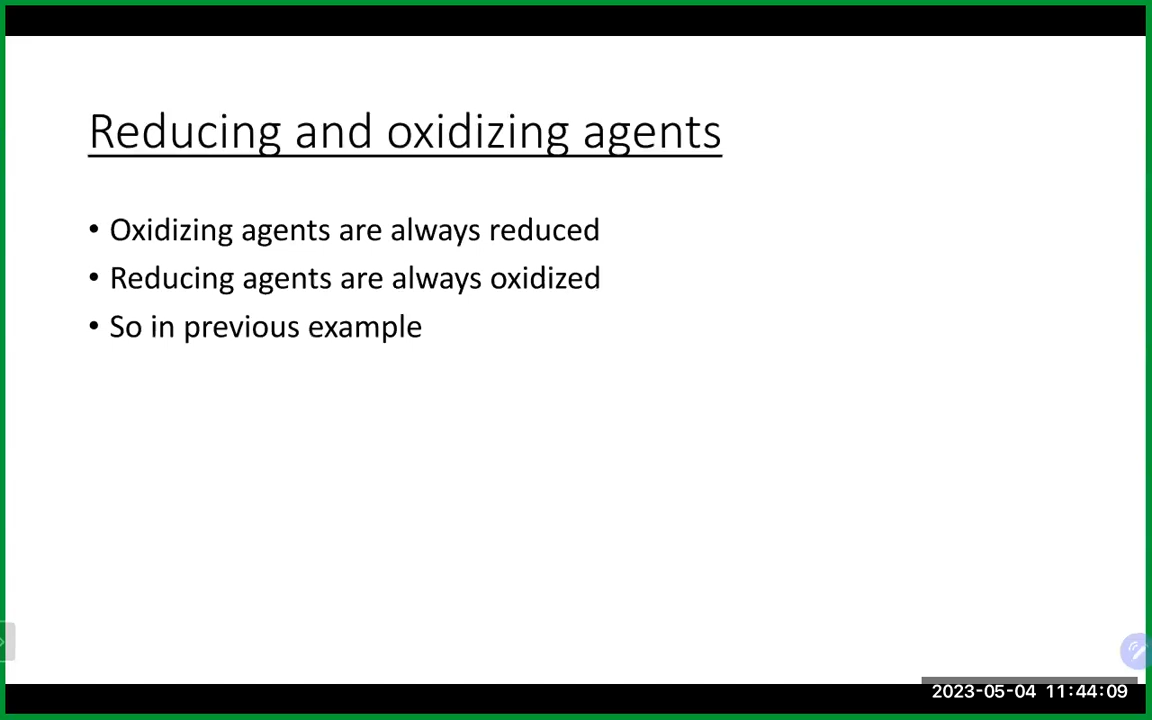 Reducing and oxidizing agents
• Oxidizing agents are always reduced
• Reducing agents are always oxidized
• So in previous example
2023-05-04 11:44:09